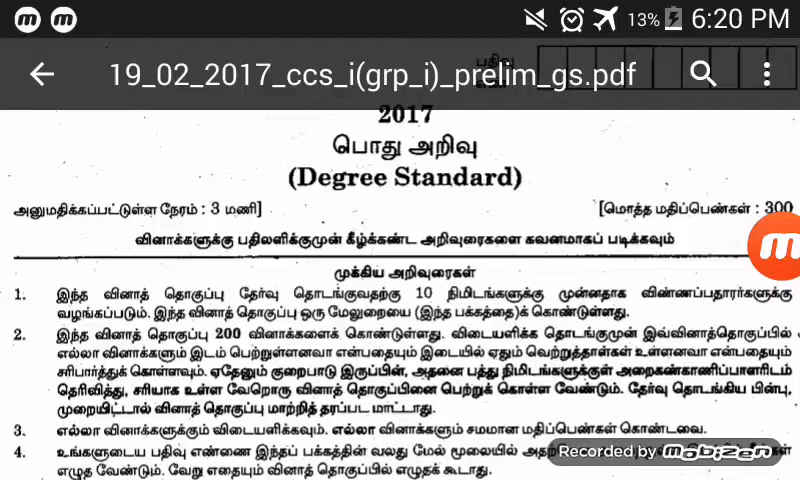 13% 6:20 PM
19_02_2017_ccs_i(grp_i)_prelim_gs.pdf
2017
பொது அறிவு
(Degree Standard)
அனுமதிக்கப்பட்டுள்ள நேரம் : 3 மணி] [மொத்த மதிப்பெண்கள் : 300
வினாக்களுக்கு பதிலளிக்குமுன் கீழ்க்கண்ட அறிவுரைகளை கவனமாகப் படிக்கவும்
முக்கிய அறிவுரைகள்
1. இந்த வினாத் தொகுப்பு தேர்வு தொடங்குவதற்கு 10 நிமிடங்களுக்கு முன்னதாக விண்ணப்பதாரர்களுக்கு
வழங்கப்படும். இந்த வினாத் தொகுப்பு ஒரு மேலுறையை (இந்த பக்கத்தை)க் கொண்டுள்ளது.
2. இந்த வினாத் தொகுப்பு 200 வினாக்களைக் கொண்டுள்ளது. விடையளிக்க தொடங்குமுன் இவ்வினாத்தொகுப்பில்
எல்லா வினாக்களும் இடம் பெற்றுள்ளனவா என்பதையும் இடையில் ஏதும் வெற்றுத்தாள்கள் உள்ளனவா என்பதையும்
சரிபார்த்துக் கொள்ளவும். ஏதேனும் குறைபாடு இருப்பின், அதனை பத்து நிமிடங்களுக்குள் அறைகண்காணிப்பாளரிடம்
தெரிவித்து, சரியாக உள்ள வேறொரு வினாத் தொகுப்பினை பெற்றுக் கொள்ள வேண்டும். தேர்வு தொடங்கிய பின்பு,
முறையிட்டால் வினாத் தொகுப்பு மாற்றித் தரப்பட மாட்டாது.
3. எல்லா வினாக்களுக்கும் விடையளிக்கவும். எல்லா வினாக்களும் சமமான மதிப்பெண்கள் கொண்டவை.
4. உங்களுடைய பதிவு எண்ணை இந்தப் பக்கத்தின் வலது மேல் மூலையில்
Recorded by mobizen
எழுத வேண்டும். வேறு எதையும் வினாத் தொகுப்பில் எழுதக் கூடாது.